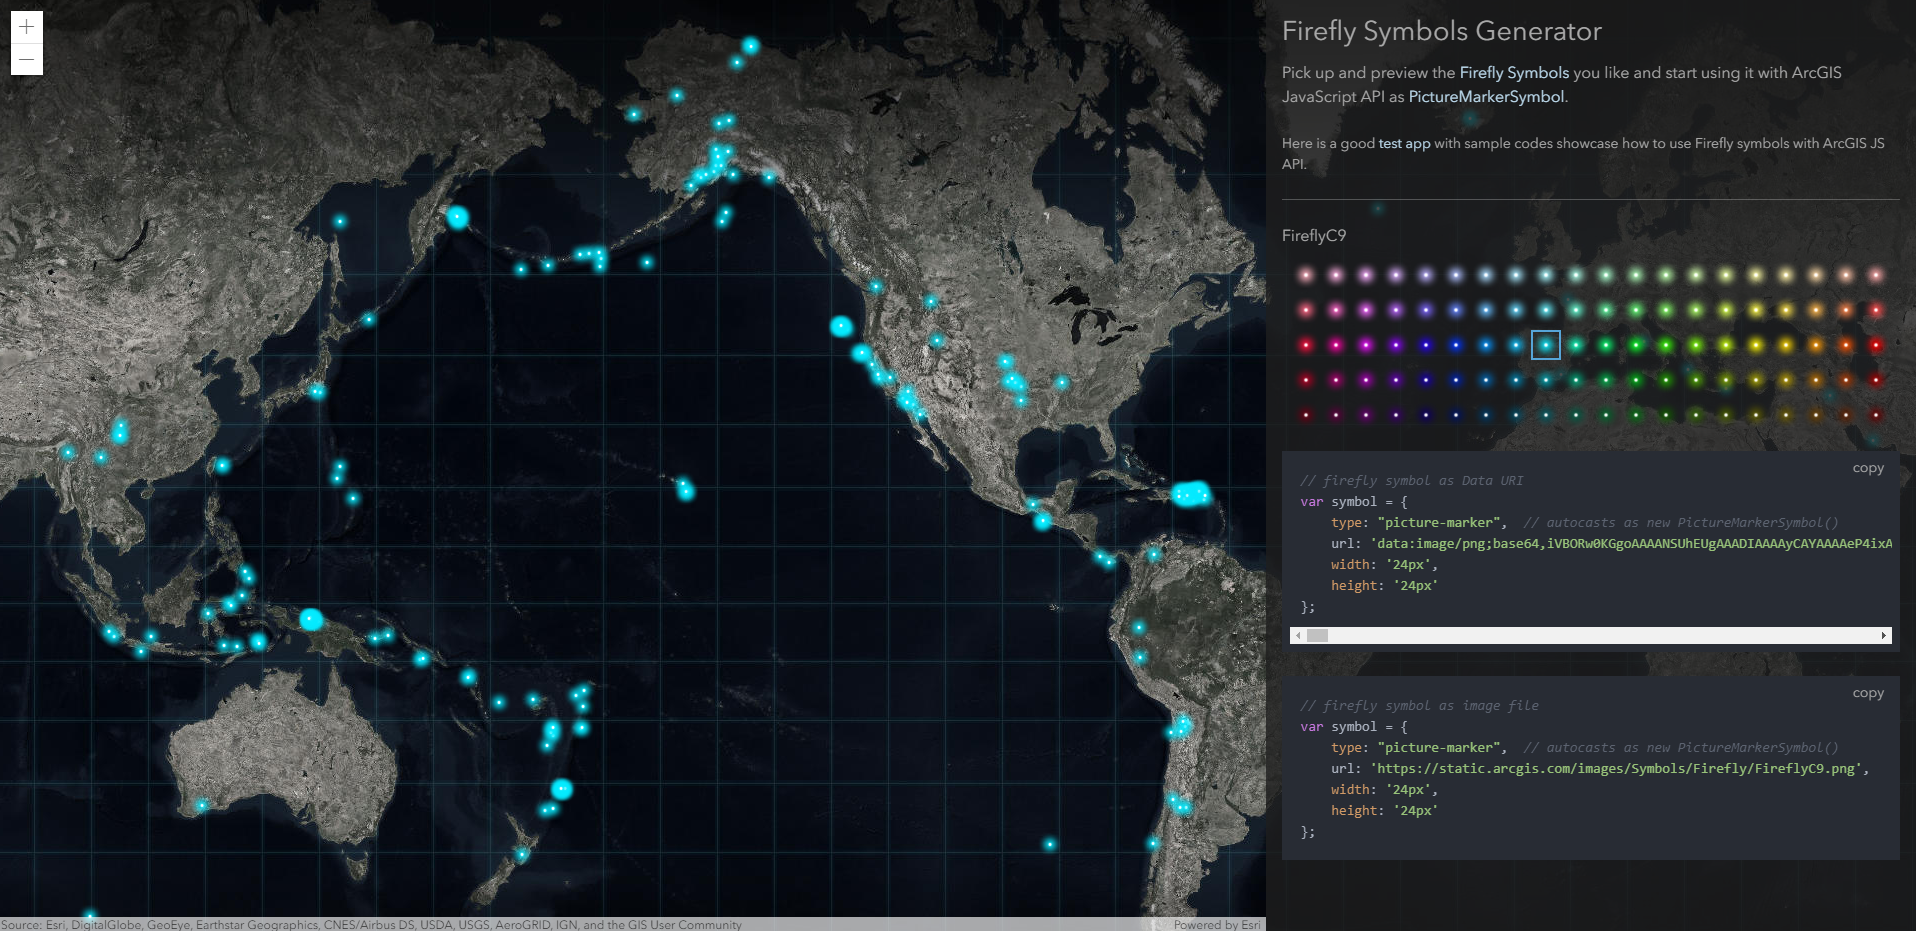 +
−
Firefly Symbols Generator
Pick up and preview the Firefly Symbols you like and start using it with ArcGIS
JavaScript API as PictureMarkerSymbol.
Here is a good test app with sample codes showcase how to use Firefly symbols with ArcGIS JS
API.
FireflyC9
copy
// firefly symbol as Data URI
var symbol = {
type: "picture-marker", // autocasts as new PictureMarkerSymbol()
url: 'data:image/png;base64,iVBORw0KGgoAAAANSUhEUgAAADIAAAAyCAYAAAAeP4ixA
width: '24px',
height: '24px'
};
copy
// firefly symbol as image file
var symbol = {
type: "picture-marker", // autocasts as new PictureMarkerSymbol()
url: 'https://static.arcgis.com/images/Symbols/Firefly/FireflyC9.png',
width: '24px',
height: '24px'
};
Source: Esri, DigitalGlobe, GeoEye, Earthstar Geographics, CNES/Airbus DS, USDA, USGS, AeroGRID, IGN, and the GIS User Community
Powered by Esri